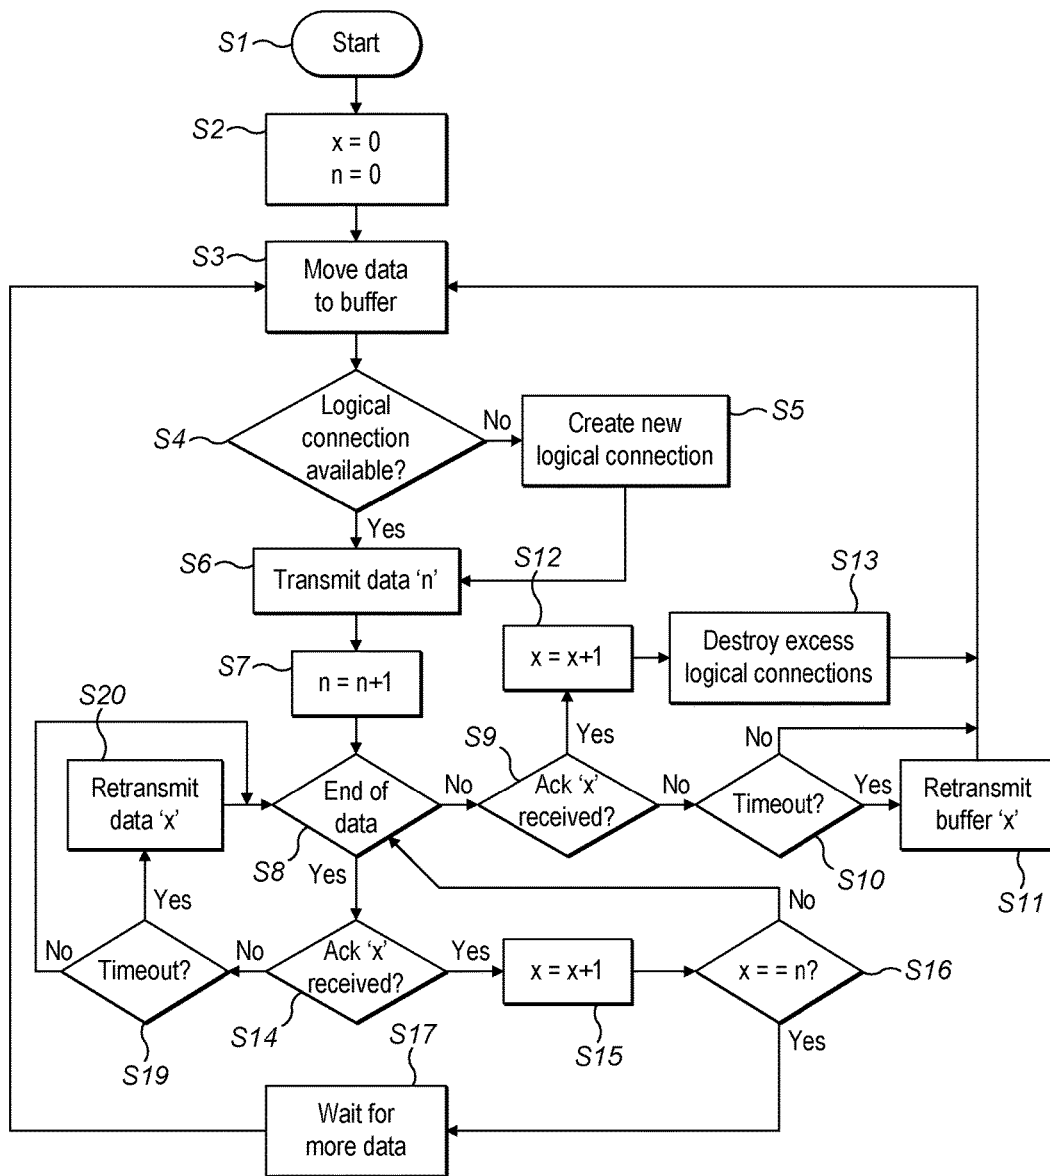 S1
Start
S2
x = 0
n = 0
S3
Move data
to buffer
S4
Logical
connection
available?
No
S5
Create new
logical connection
Yes
S6
Transmit data ‘n’
S12
S13
x = x+1
Destroy excess
logical connections
S7
n = n+1
S20
Retransmit
data ‘x’
End of
data
S8
No
S9
Yes
Ack ‘x’
received?
No
No
Timeout?
Yes
S10
Retransmit
buffer ‘x’
S11
Yes
Yes
No
Timeout?
S19
No
Ack ‘x’
received?
S14
Yes
x = x+1
S15
No
x = = n?
S16
Yes
S17
Wait for
more data